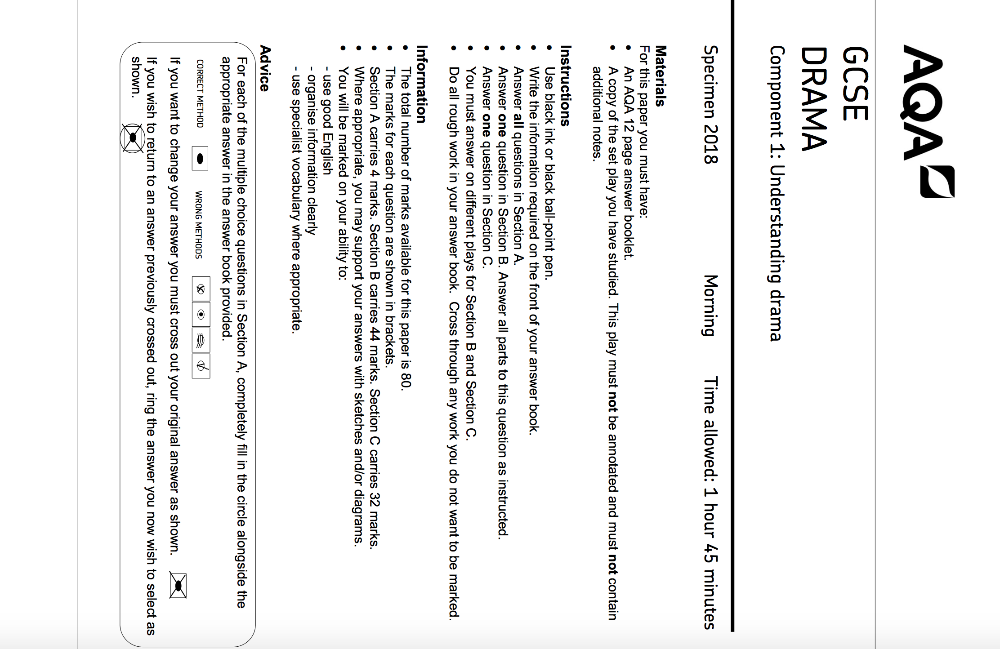 AQA
GCSE
DRAMA
Component 1: Understanding drama
Specimen 2018 Morning Time allowed: 1 hour 45 minutes
Materials
For this paper you must have:
• An AQA 12 page answer booklet.
• A copy of the set play you have studied. This play must not be annotated and must not contain
additional notes.
Instructions
• Use black ink or black ball-point pen.
• Write the information required on the front of your answer book.
• Answer all questions in Section A.
• Answer one question in Section B. Answer all parts to this question as instructed.
• Answer one question in Section C.
• You must answer on different plays for Section B and Section C.
• Do all rough work in your answer book. Cross through any work you do not want to be marked.
Information
• The total number of marks available for this paper is 80.
• The marks for each question are shown in brackets.
• Section A carries 4 marks. Section B carries 44 marks. Section C carries 32 marks.
• Where appropriate, you may support your answers with sketches and/or diagrams.
• You will be marked on your ability to:
- use good English
- organise information clearly
- use specialist vocabulary where appropriate.
Advice
For each of the multiple choice questions in Section A, completely fill in the circle alongside the
appropriate answer in the answer book provided.
CORRECT METHOD WRONG METHODS
If you want to change your answer you must cross out your original answer as shown.
If you wish to return to an answer previously crossed out, ring the answer you now wish to select as
shown.